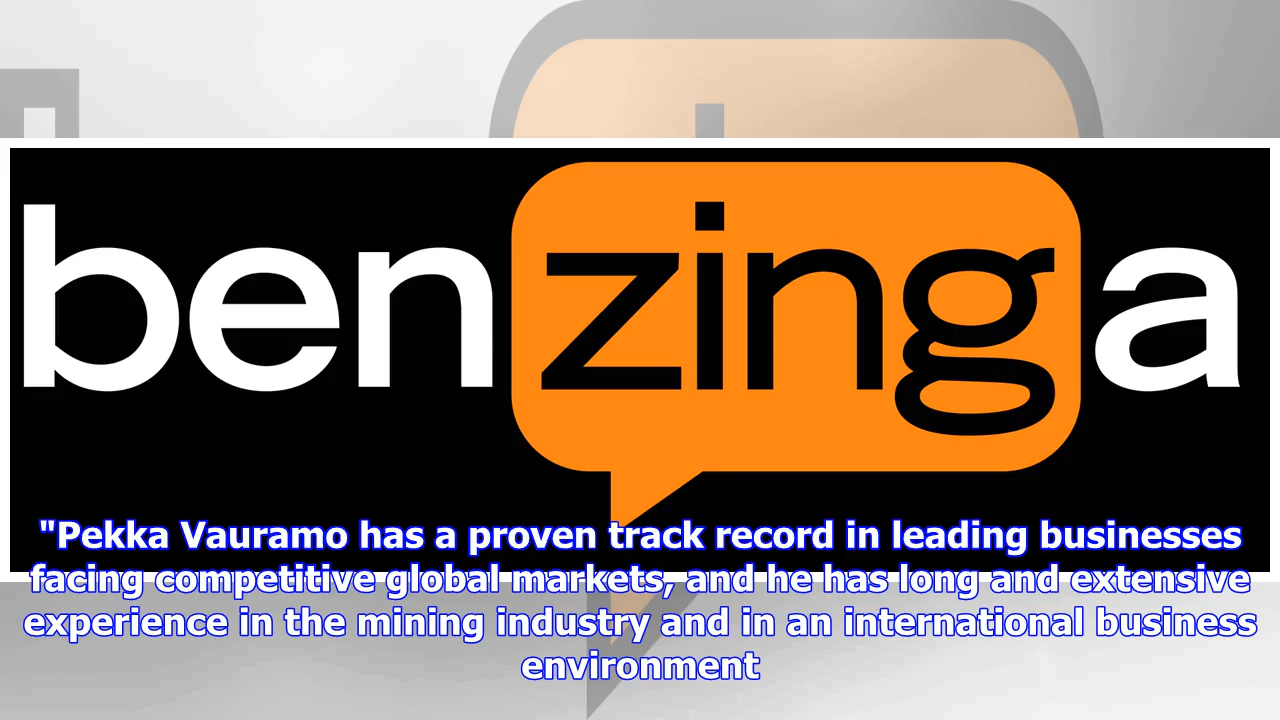 benzinga
"Pekka Vauramo has a proven track record in leading businesses
facing competitive global markets, and he has long and extensive
experience in the mining industry and in an international business
environment